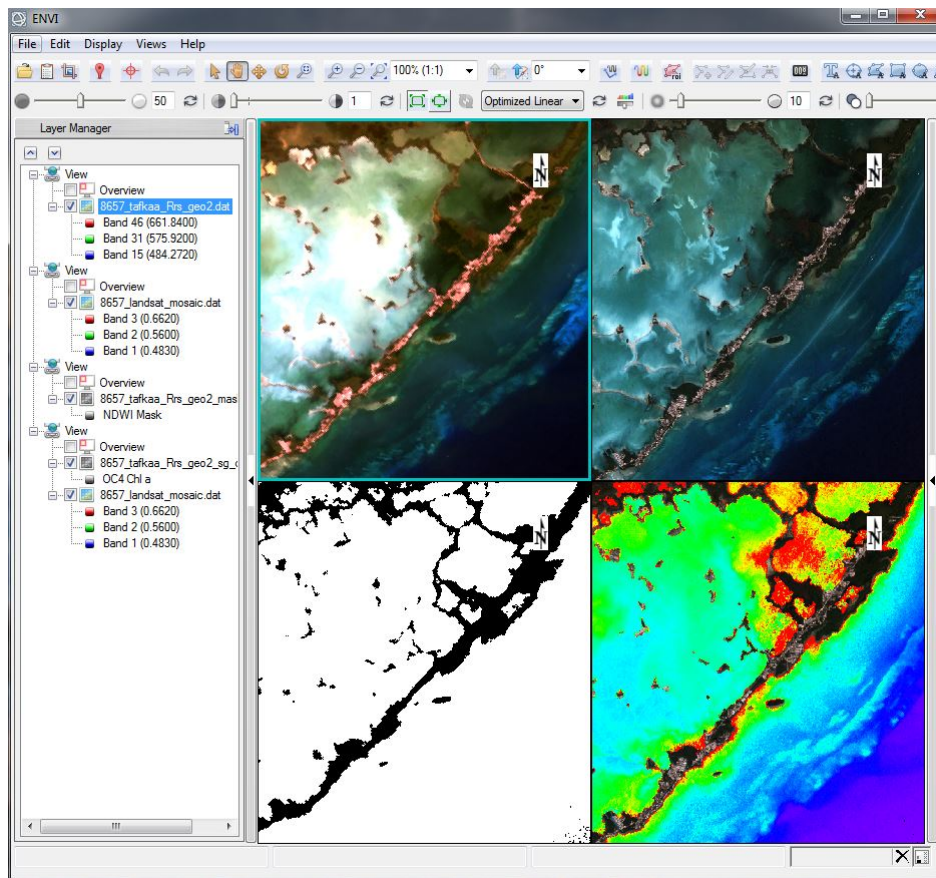 ENVI
File Edit Display Views Help
100% (1:1) 0°
50 1 Optimized Linear 10
Layer Manager
View
Overview
8657_tafkaa_Rrs_geo2.dat
Band 46 (661.8400)
Band 31 (575.9200)
Band 15 (484.2720)
View
Overview
8657_landsat_mosaic.dat
Band 3 (0.6620)
Band 2 (0.5600)
Band 1 (0.4830)
View
Overview
8657_tafkaa_Rrs_geo2_mas
NDWI Mask
View
Overview
8657_tafkaa_Rrs_geo2_sg_c
OC4 Chl a
8657_landsat_mosaic.dat
Band 3 (0.6620)
Band 2 (0.5600)
Band 1 (0.4830)
N
N
N
N